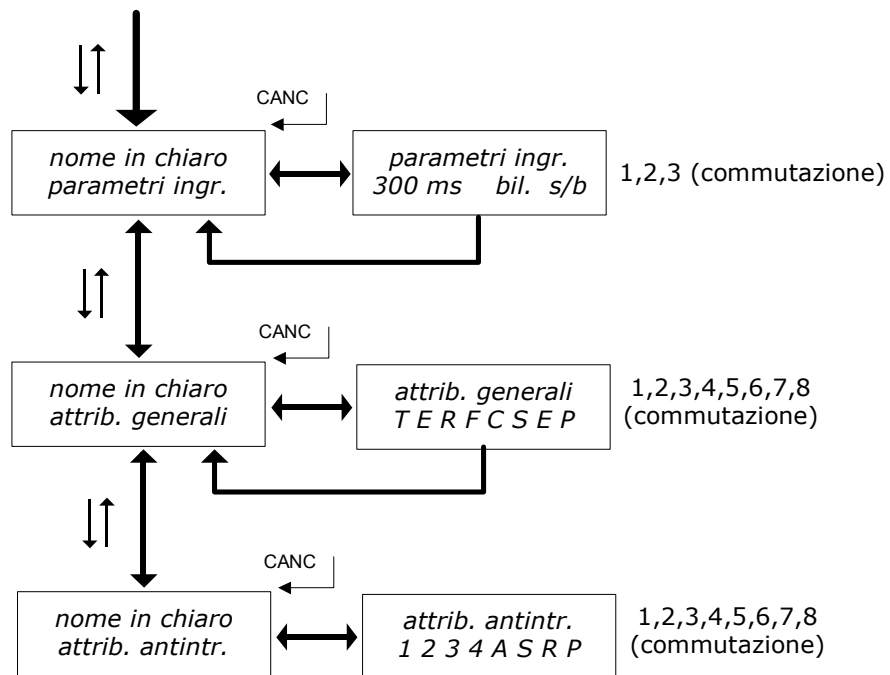 CANC
nome in chiaro
parametri ingr.
parametri ingr.
300 ms bil. s/b
1,2,3 (commutazione)
CANC
nome in chiaro
attrib. generali
attrib. generali
T E R F C S E P
1,2,3,4,5,6,7,8
(commutazione)
CANC
nome in chiaro
attrib. antintr.
attrib. antintr.
1 2 3 4 A S R P
1,2,3,4,5,6,7,8
(commutazione)